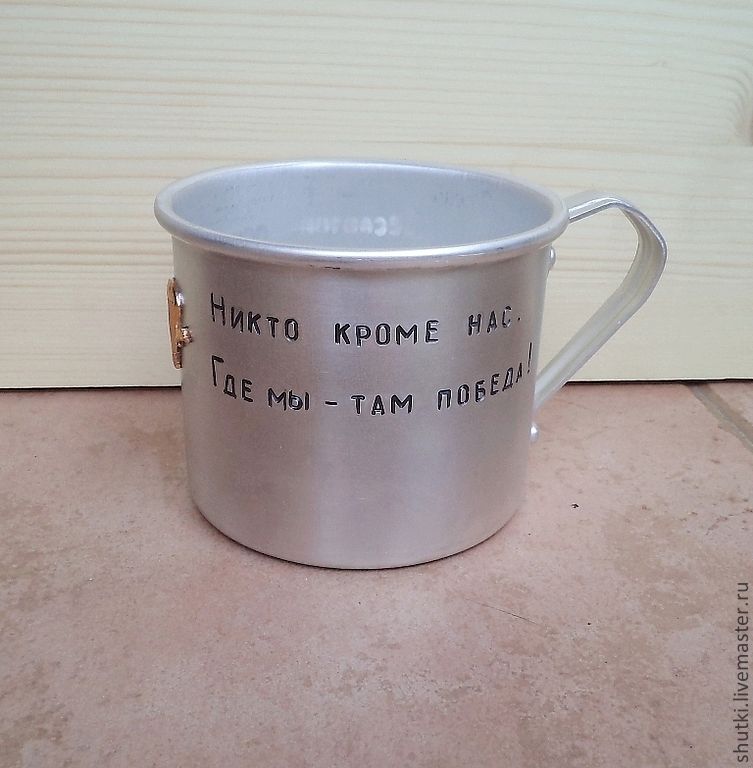 Никто кроме нас.
Где мы - там победа!
shutki.livemaster.ru